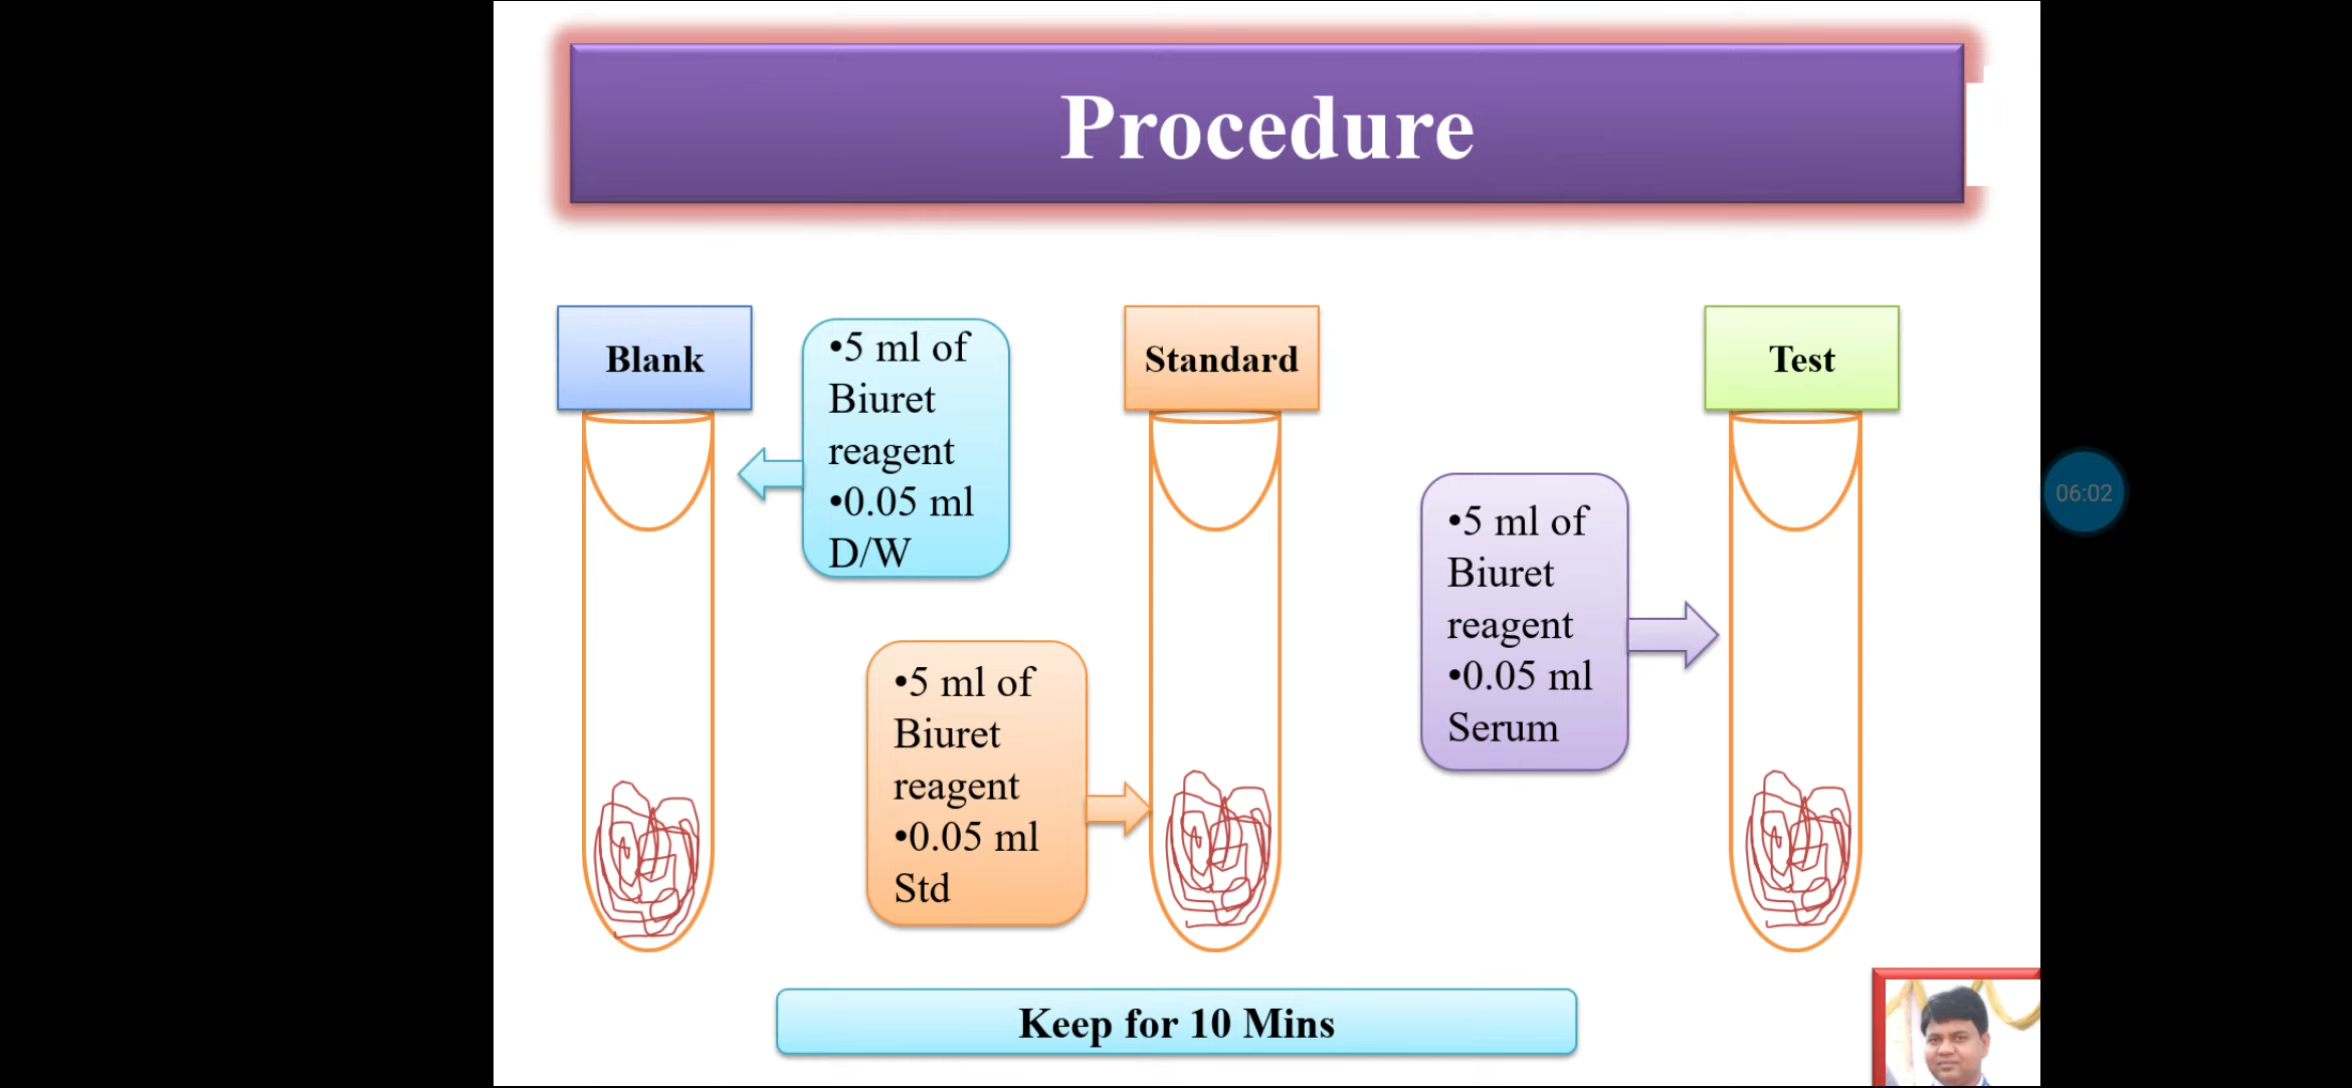 Procedure
Blank
•5 ml of
Biuret
reagent
•0.05 ml
D/W
Standard
•5 ml of
Biuret
reagent
•0.05 ml
Std
Test
•5 ml of
Biuret
reagent
•0.05 ml
Serum
06:02
Keep for 10 Mins